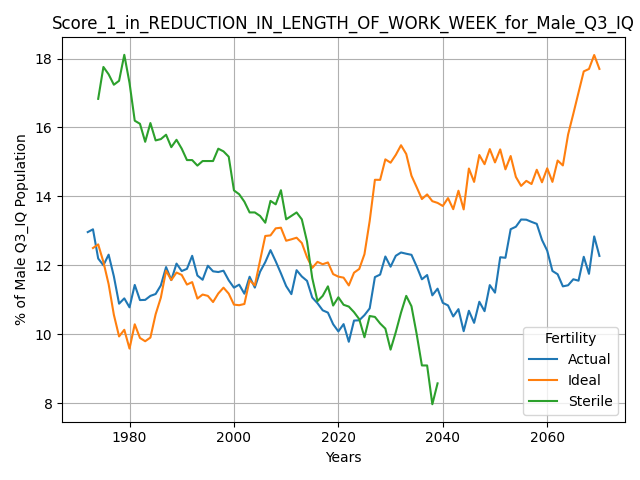 Score_1_in_REDUCTION_IN_LENGTH_OF_WORK_WEEK_for_Male_Q3_IQ
% of Male Q3_IQ Population
18
16
14
12
10
8
1980 2000 2020 2040 2060
Years
Fertility
Actual
Ideal
Sterile